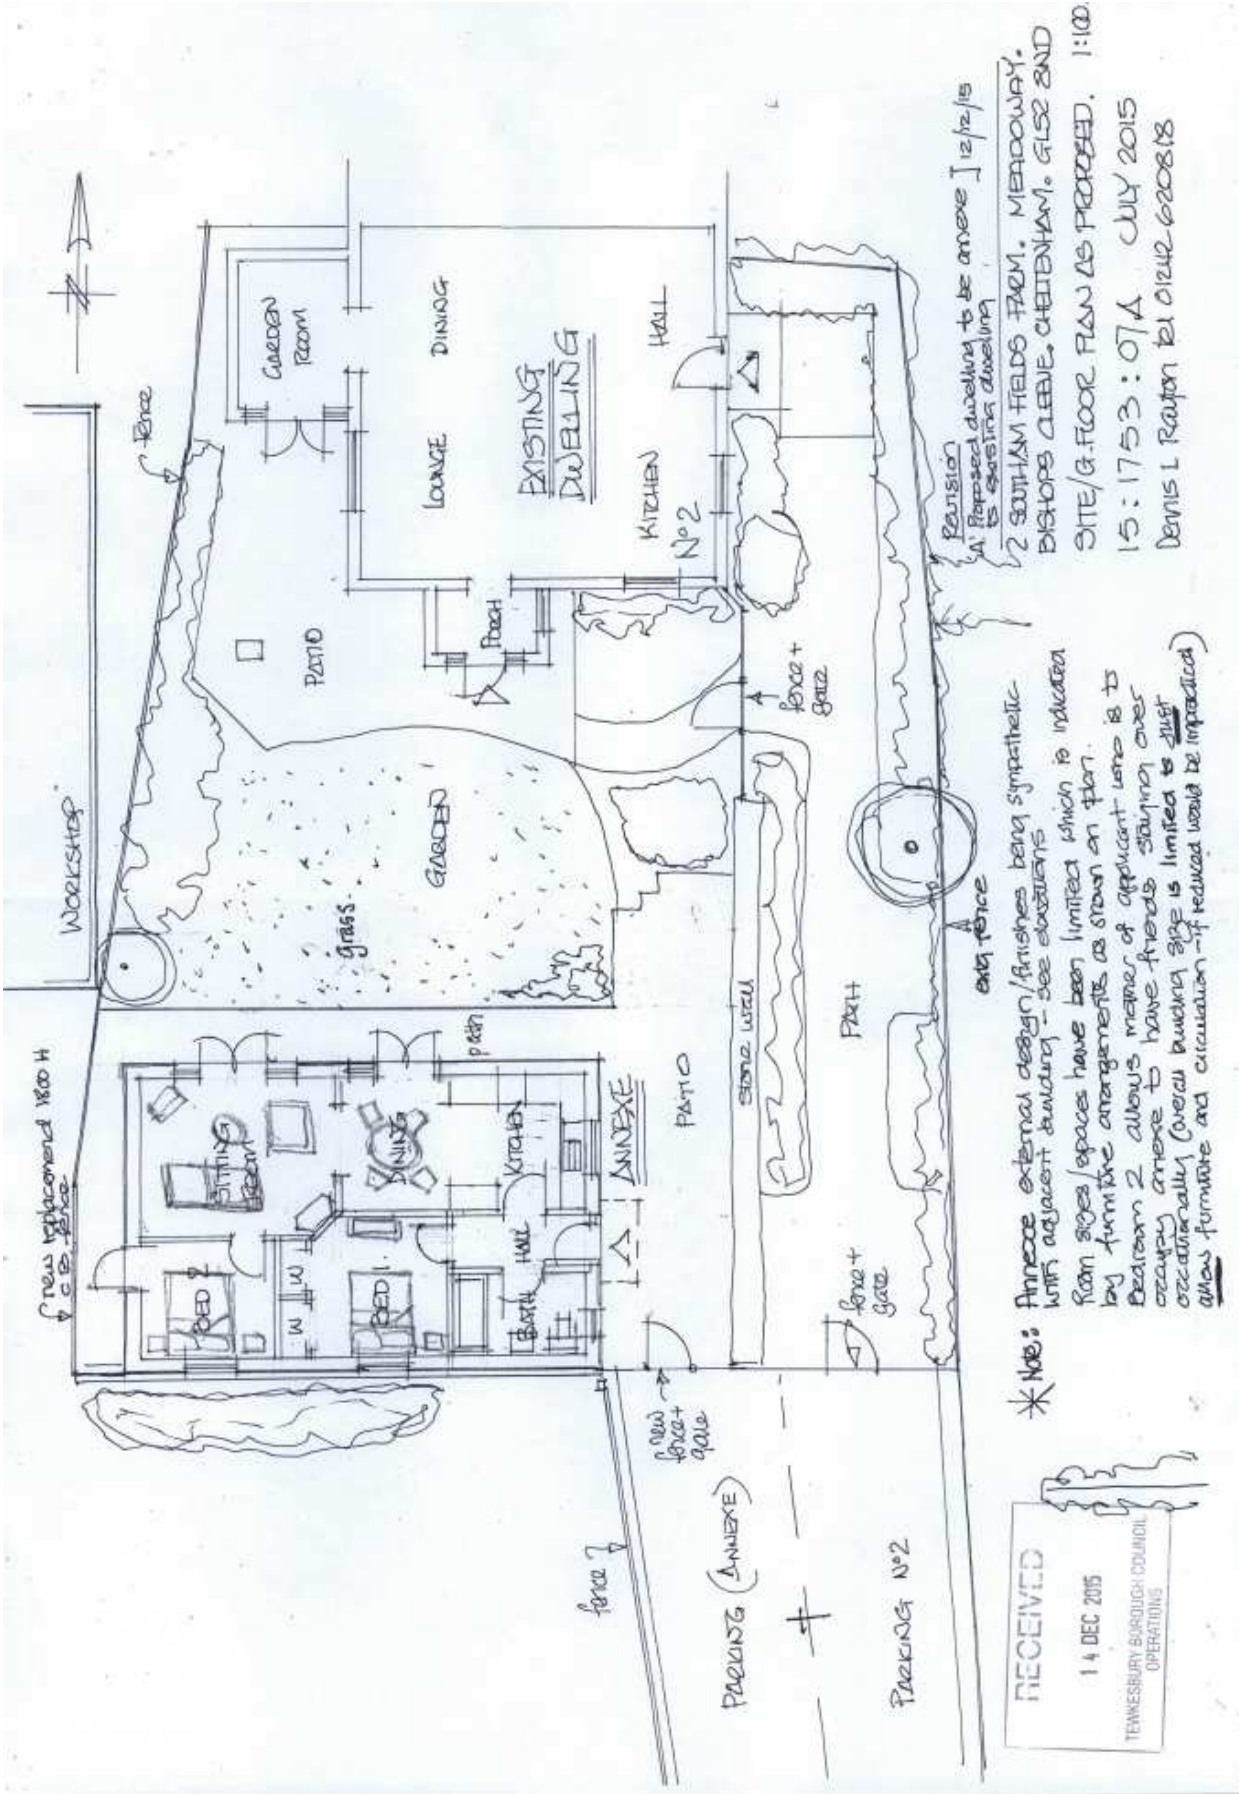 WORKSHOP
fence
GARDEN
ROOM
new replacement 1800 H
C B fence
PATIO
LOUNGE
DINING
EXISTING
DWELLING
HALL
KITCHEN
Nº2
PORCH
Grass
GARDEN
path
SITTING
ROOM
DINING
KITCHEN
BED 2
W
W
BED 1
BATH
HALL
ANNEXE
PATIO
stone wall
fence +
gate
PATH
fence +
gate
extg fence
new
fence +
gate
fence
PARKING (ANNEXE)
PARKING Nº2
Revision
'A' Proposed dwelling to be annexe
to existing dwelling
12/12/15
2 SOUTHAM FIELDS FARM. MEADOWAY.
BISHOPS CLEEVE. CHELTENHAM. GL52 8ND
SITE/G.FLOOR PLAN AS PROPOSED. 1:100.
15:1753:07A JULY 2015
Dennis L Rayton tel 01242 620818
* Note: Annexe external design/finishes being sympathetic
with adjacent building - see elevations
Room sizes/spaces have been limited which is indicated
by furniture arrangements as shown on plan.
Bedroom 2 allows mother of applicant who is to
occupy annexe to have friends staying over
occationally (overall building size is limited to just
allow furniture and circulation - if reduced would be impractical)
RECEIVED
14 DEC 2015
TEWKESBURY BOROUGH COUNCIL
OPERATIONS